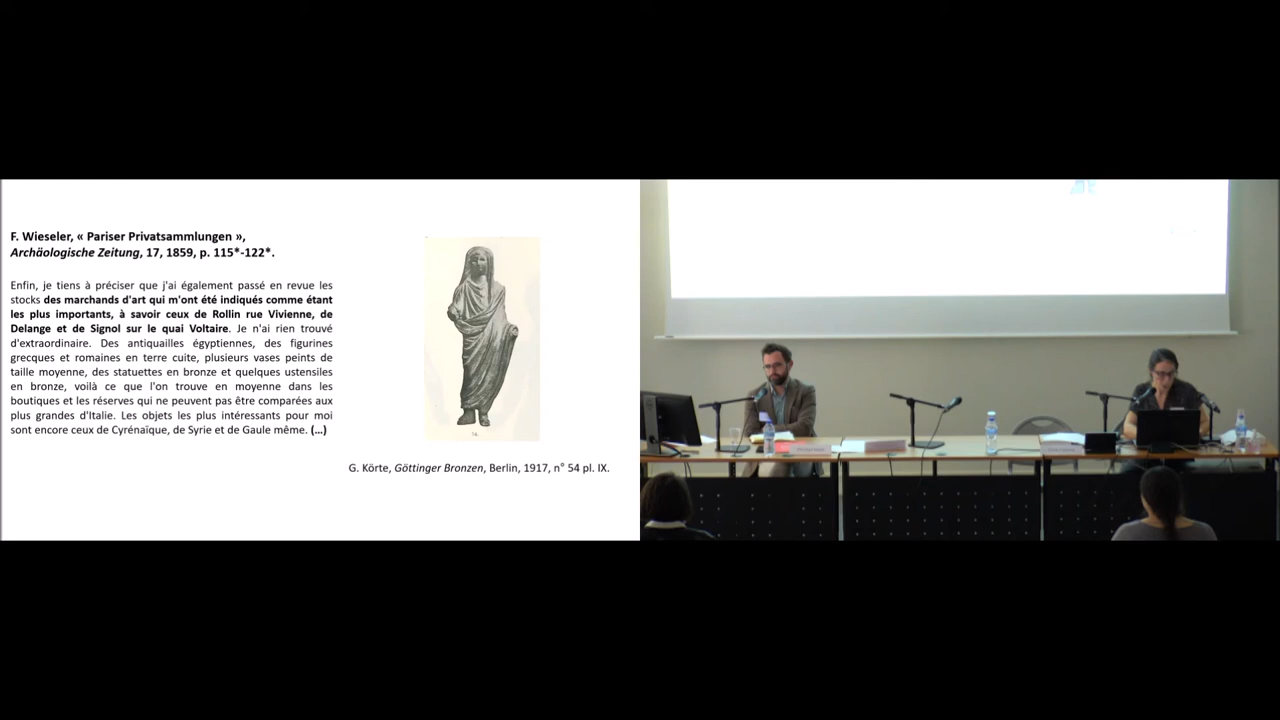 F. Wieseler, « Pariser Privatsammlungen »,
Archäologische Zeitung, 17, 1859, p. 115*-122*.
Enfin, je tiens à préciser que j'ai également passé en revue les
stocks des marchands d'art qui m'ont été indiqués comme étant
les plus importants, à savoir ceux de Rollin rue Vivienne, de
Delange et de Signol sur le quai Voltaire. Je n'ai rien trouvé
d'extraordinaire. Des antiquailles égyptiennes, des figurines
grecques et romaines en terre cuite, plusieurs vases peints de
taille moyenne, des statuettes en bronze et quelques ustensiles
en bronze, voilà ce que l'on trouve en moyenne dans les
boutiques et les réserves qui ne peuvent pas être comparées aux
plus grandes d'Italie. Les objets les plus intéressants pour moi
sont encore ceux de Cyrénaïque, de Syrie et de Gaule même. (...)
G. Körte, Göttinger Bronzen, Berlin, 1917, n° 54 pl. IX.